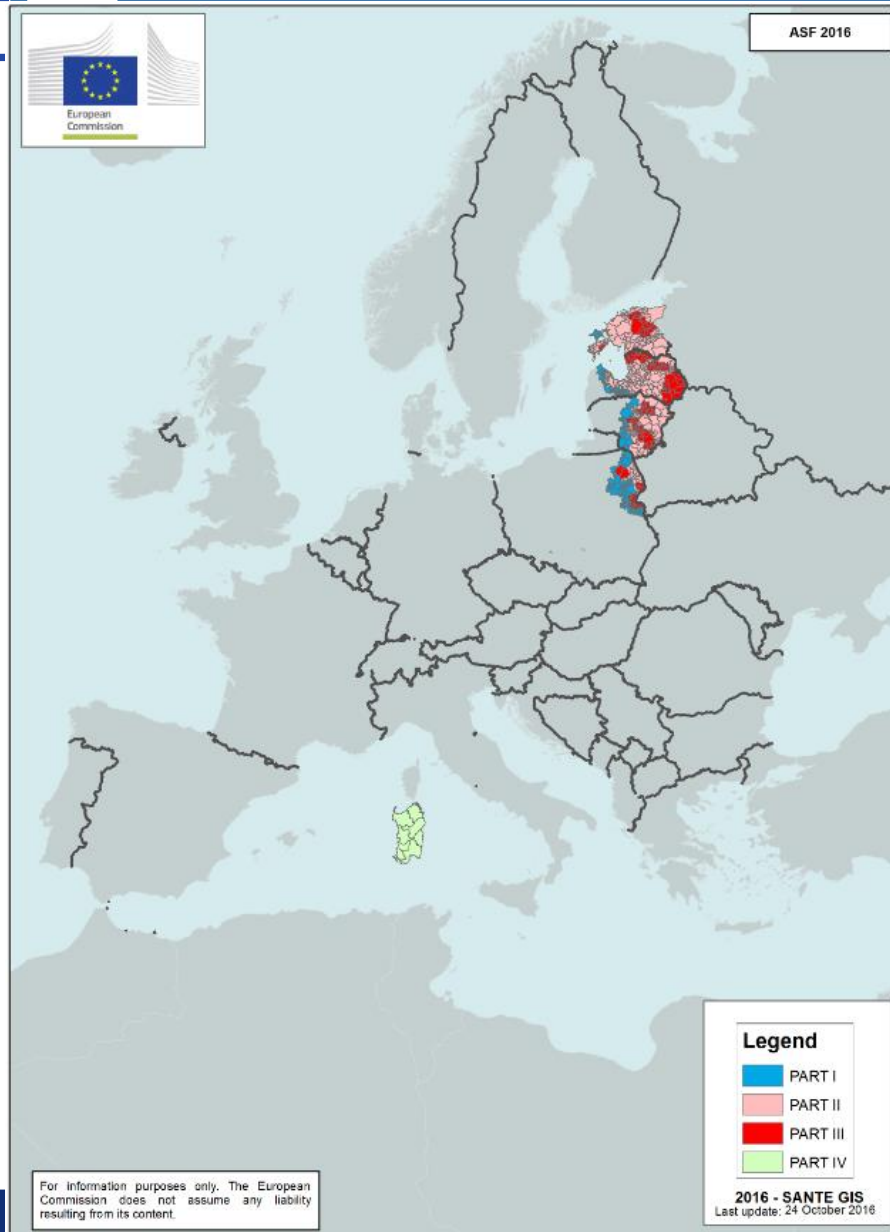 ASF 2016
European
Commission
Legend
PART I
PART II
PART III
PART IV
2016 - SANTE GIS
Last update: 24 October 2016
For information purposes only. The European
Commission does not assume any liability
resulting from its content.